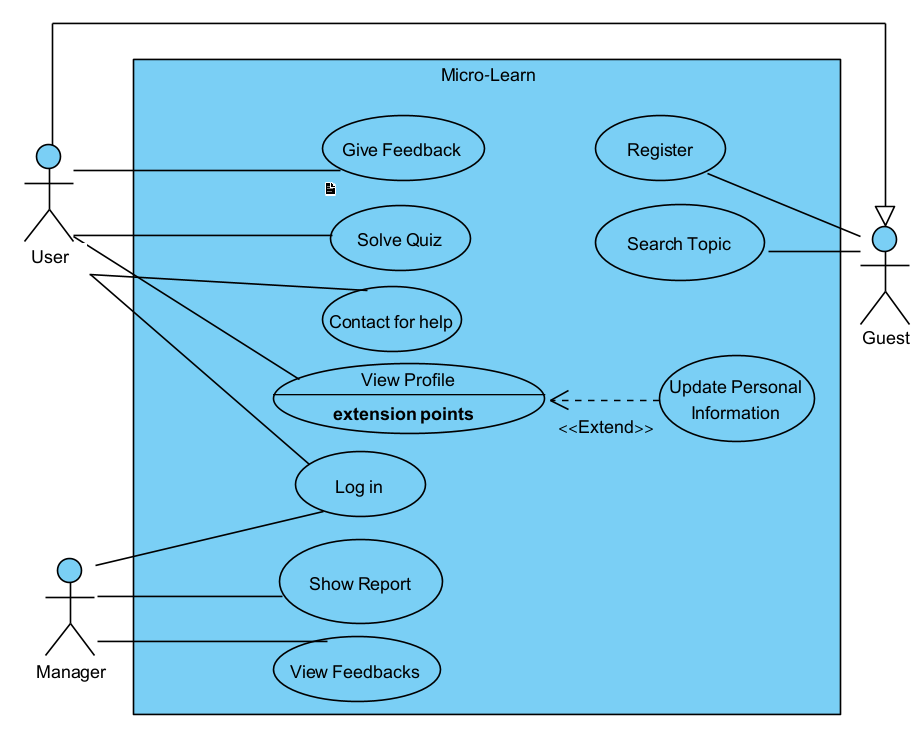 Micro-Learn
Give Feedback
Register
Solve Quiz
Search Topic
User
Contact for help
Guest
View Profile
extension points
Update Personal
Information
<<Extend>>
Log in
Show Report
Manager
View Feedbacks